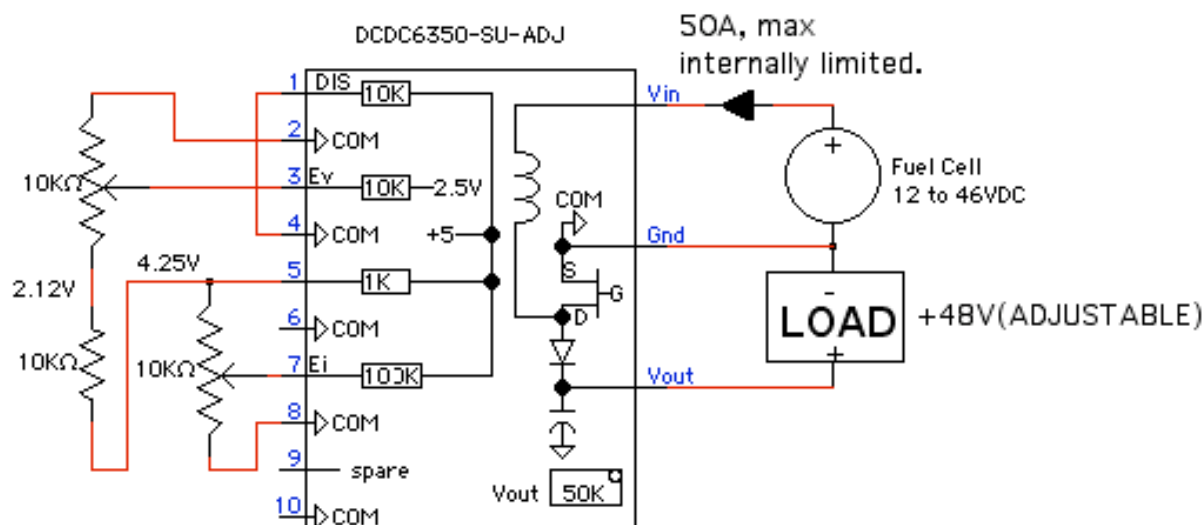 DCDC6350-SU-ADJ
50A, max
internally limited.
1 DIS 10K
Vin
2 COM
10KΩ
3 Ev 10K 2.5V
COM
+
Fuel Cell
12 to 46VDC
4 COM
+5
Gnd
4.25V
2.12V
5 1K
S
G
D
-
LOAD
+
+48V(ADJUSTABLE)
6 COM
10KΩ
10KΩ
7 Ei 100K
Vout
8 COM
9 spare
Vout 50K
10 COM